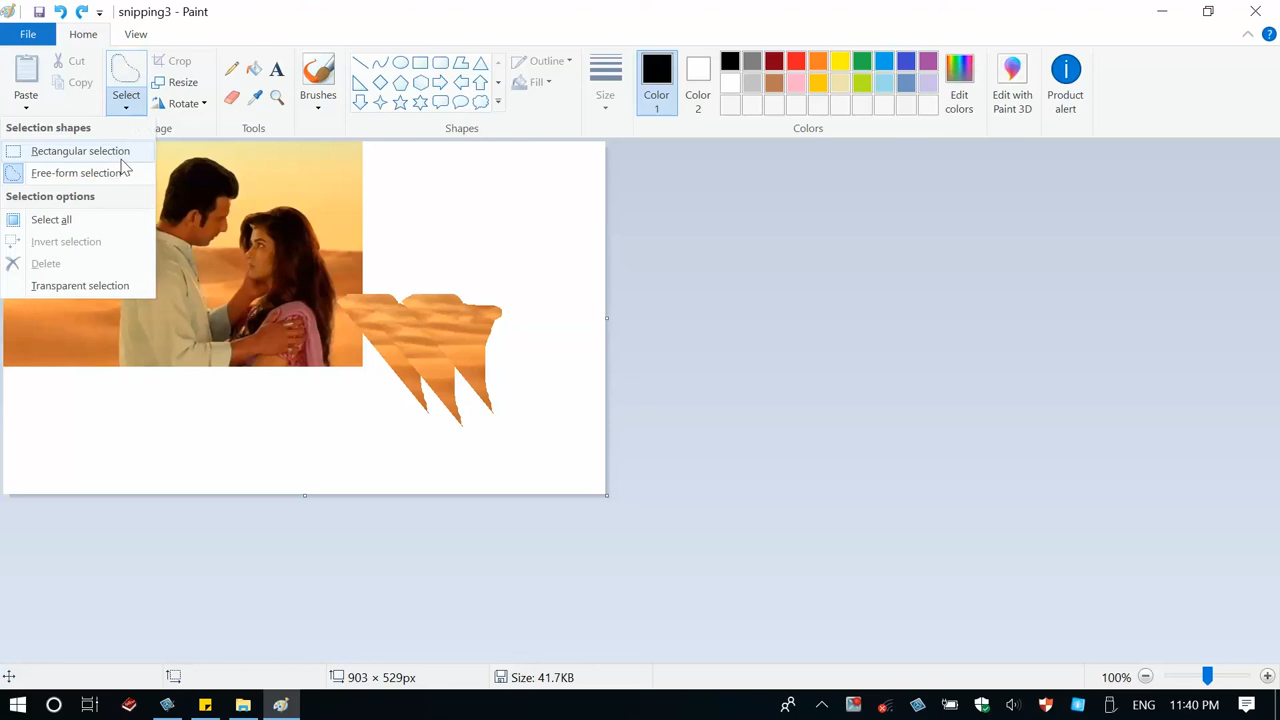 snipping3 - Paint
File
Home
View
Paste
Cut
Copy
Select
Crop
Resize
Rotate
Brushes
Outline
Fill
Size
Color 1
Color 2
Edit colors
Edit with Paint 3D
Product alert
age
Tools
Shapes
Colors
Selection shapes
Rectangular selection
Free-form selection
Selection options
Select all
Invert selection
Delete
Transparent selection
903 × 529px
Size: 41.7KB
100%
ENG
11:40 PM